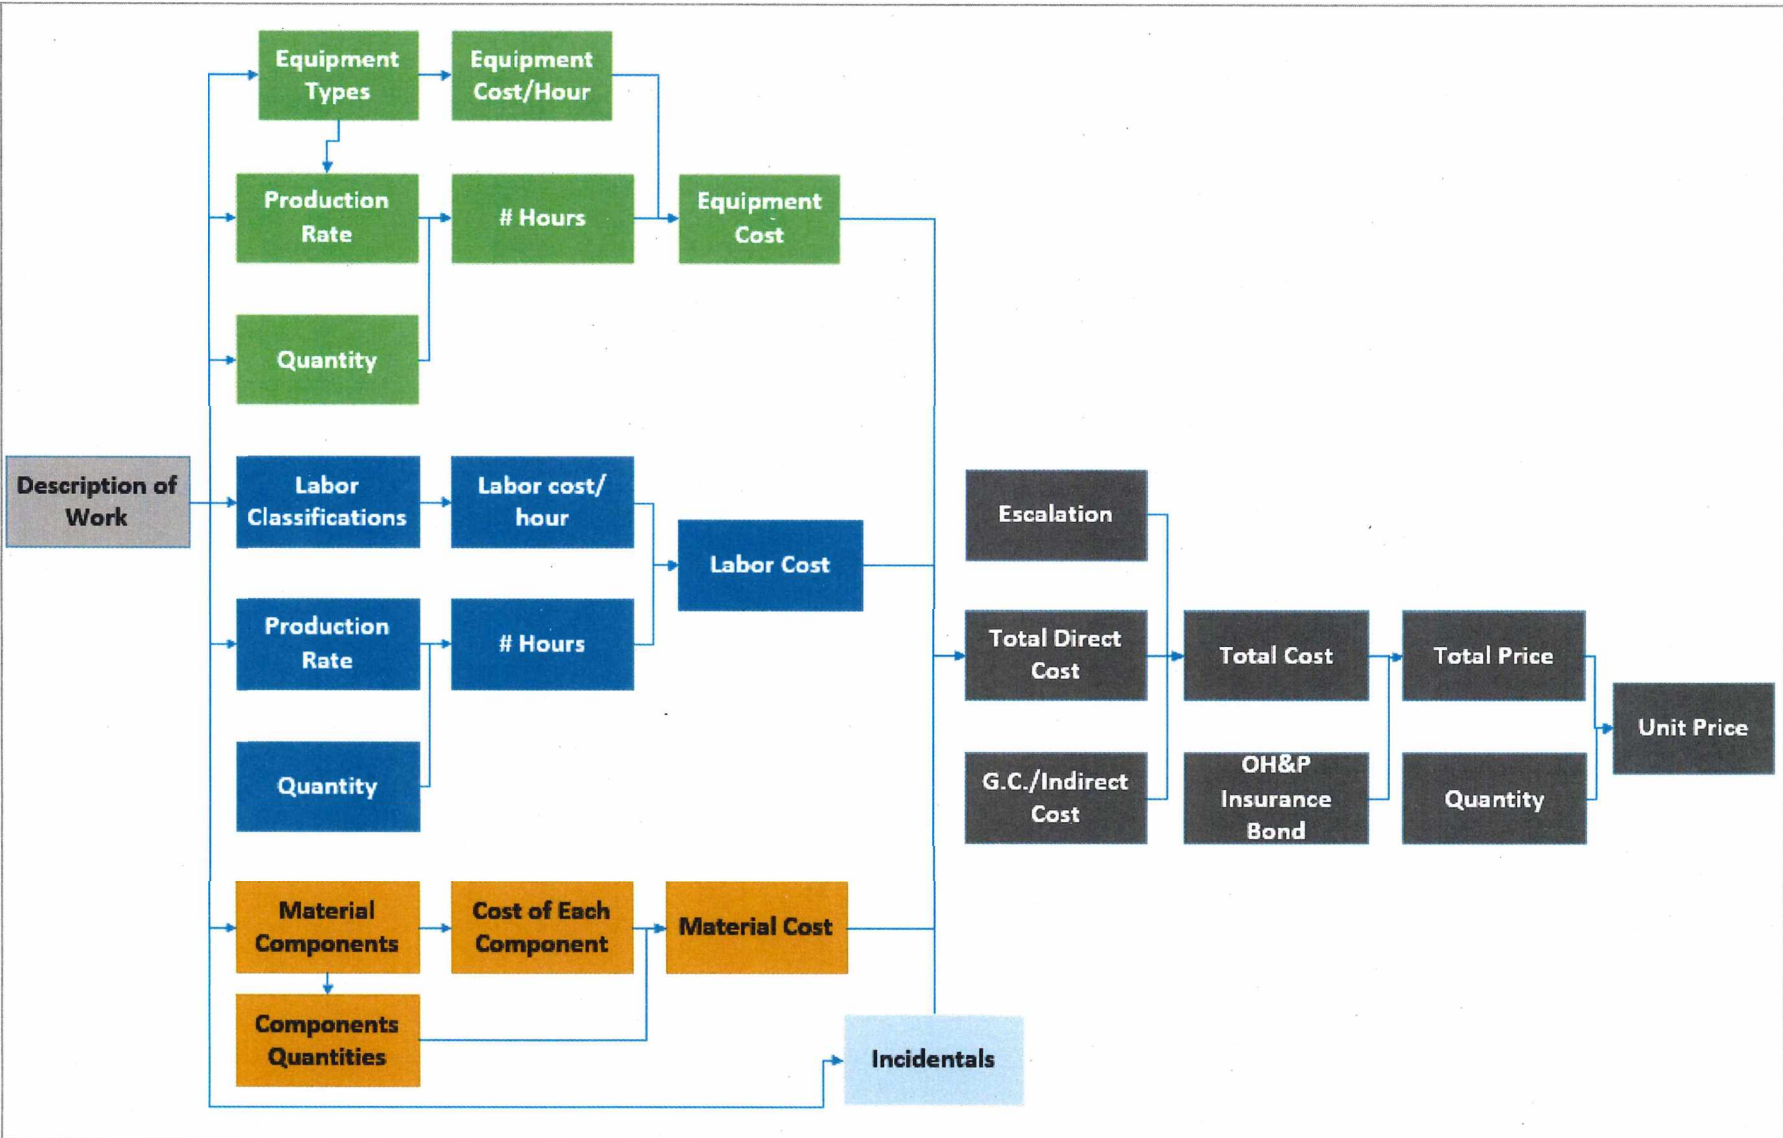 Equipment
Types
Equipment
Cost/Hour
Production
Rate
# Hours
Equipment
Cost
Quantity
Description of
Work
Labor
Classifications
Labor cost/
hour
Labor Cost
Production
Rate
# Hours
Quantity
Material
Components
Cost of Each
Component
Material Cost
Components
Quantities
Incidentals
Escalation
Total Direct
Cost
G.C./Indirect
Cost
Total Cost
OH&P
Insurance
Bond
Total Price
Quantity
Unit Price